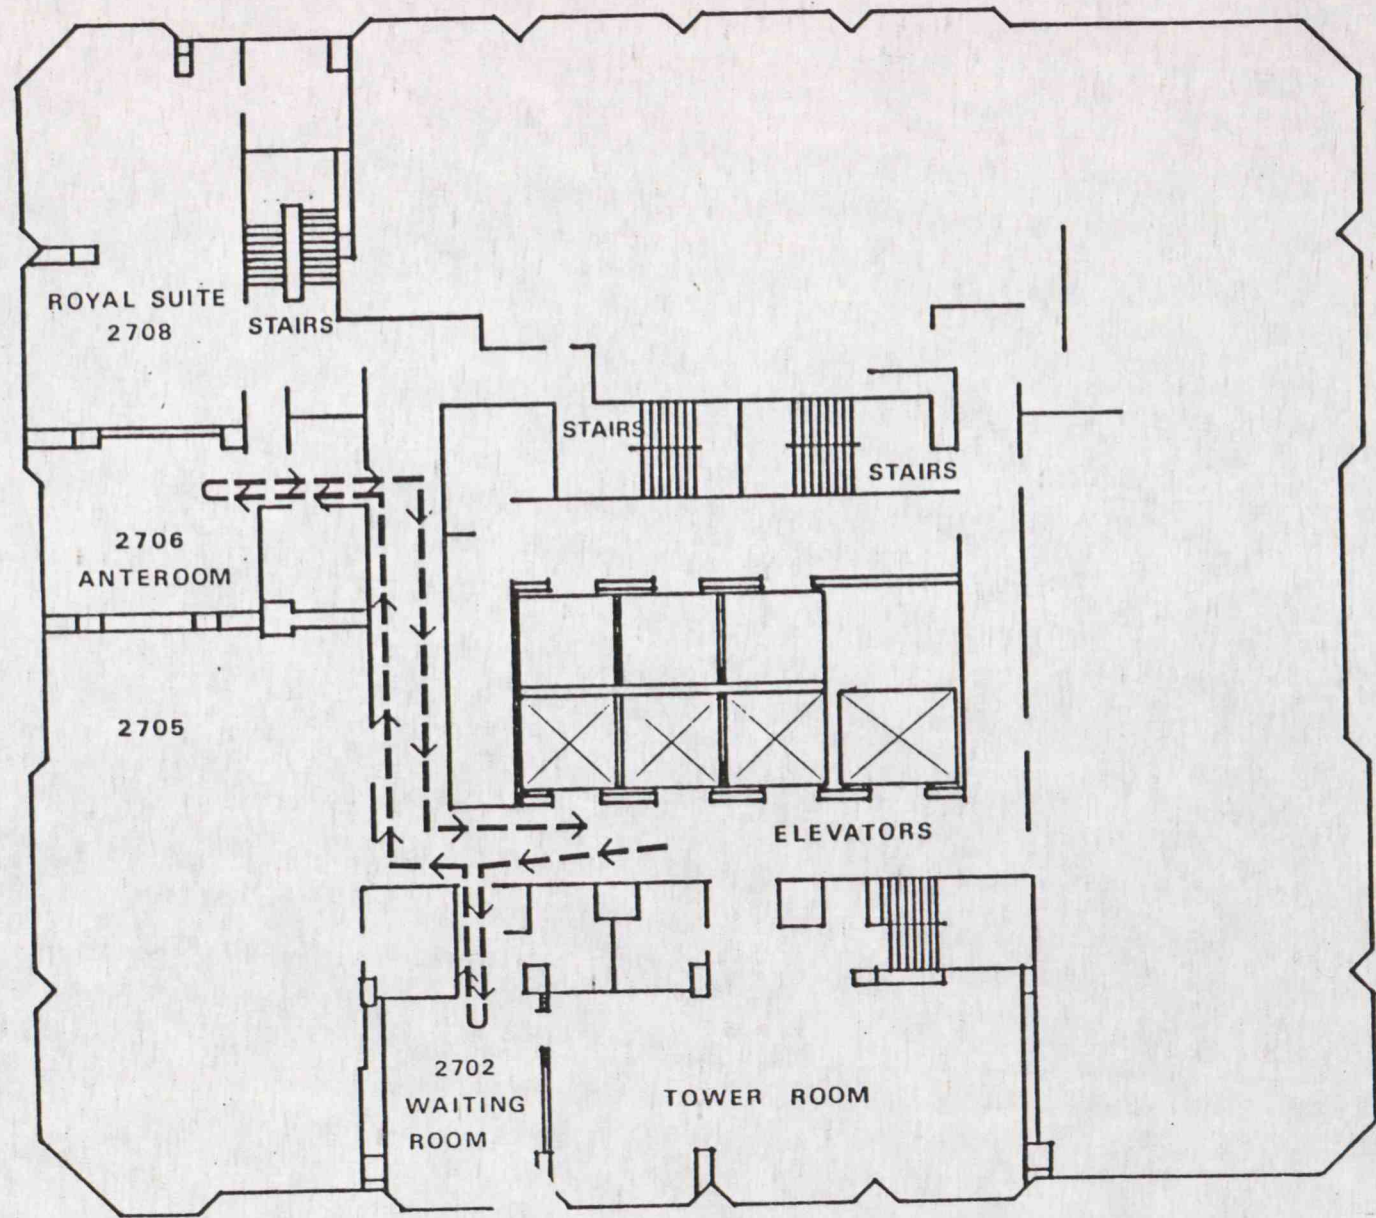 ROYAL SUITE
2708
STAIRS
STAIRS
STAIRS
2706
ANTEROOM
2705
ELEVATORS
2702
WAITING
ROOM
TOWER ROOM